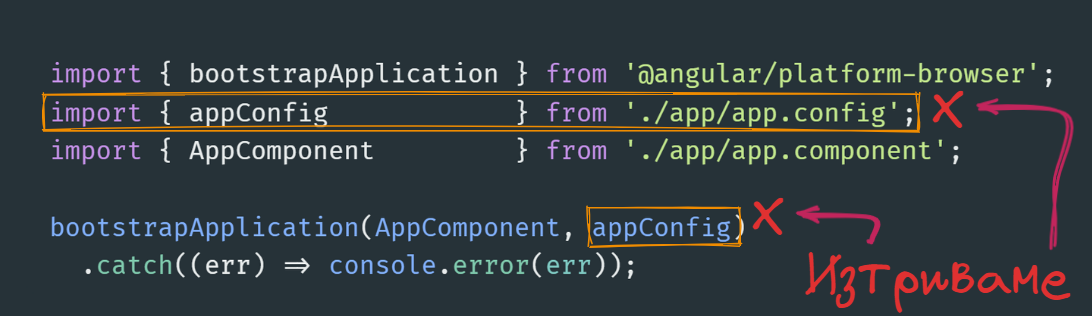 import { bootstrapApplication } from '@angular/platform-browser';
import { appConfig            } from './app/app.config'; X
import { AppComponent         } from './app/app.component';
bootstrapApplication(AppComponent, appConfig) X
  .catch((err) => console.error(err));
Изтриваме